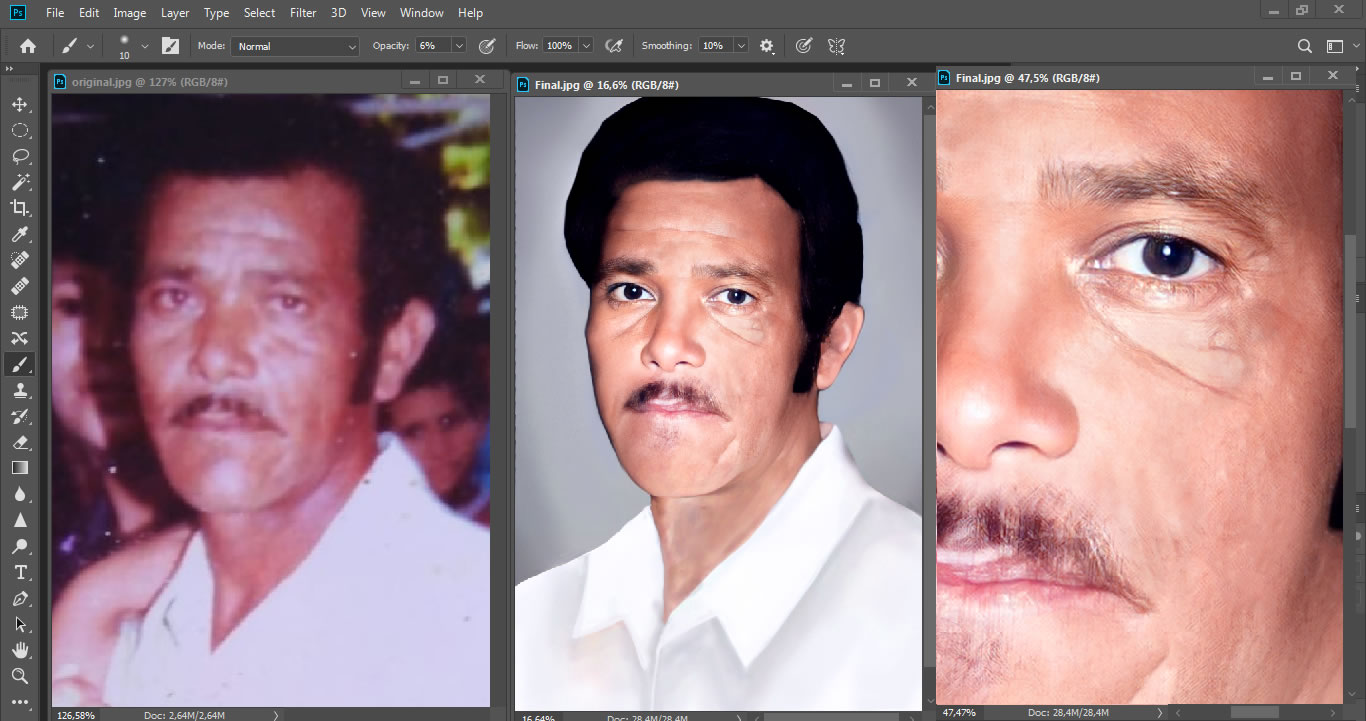 Ps File Edit Image Layer Type Select Filter 3D View Window Help
10 Mode: Normal Opacity: 6% Flow: 100% Smoothing: 10%
Ps original.jpg @ 127% (RGB/8#)
Ps Final.jpg @ 16,6% (RGB/8#)
Ps Final.jpg @ 47,5% (RGB/8#)
126,58% Doc: 2,64M/2,64M
16,64% Doc: 28,4M/28,4M
47,47% Doc: 28,4M/28,4M